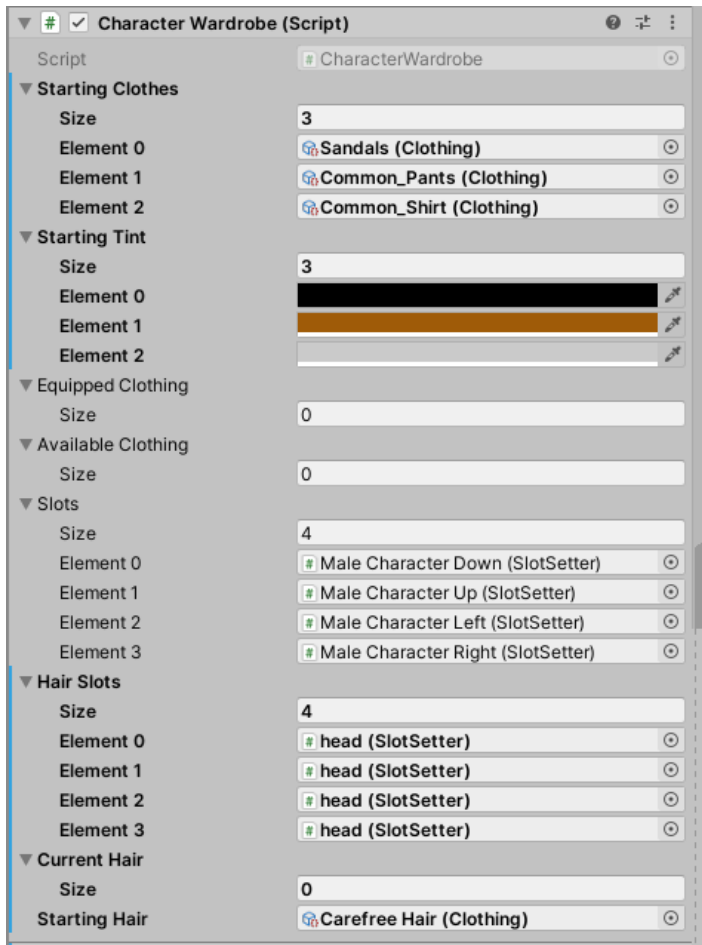 # Character Wardrobe (Script)
Script # CharacterWardrobe
Starting Clothes
Size 3
Element 0 Sandals (Clothing)
Element 1 Common_Pants (Clothing)
Element 2 Common_Shirt (Clothing)
Starting Tint
Size 3
Element 0
Element 1
Element 2
Equipped Clothing
Size 0
Available Clothing
Size 0
Slots
Size 4
Element 0 # Male Character Down (SlotSetter)
Element 1 # Male Character Up (SlotSetter)
Element 2 # Male Character Left (SlotSetter)
Element 3 # Male Character Right (SlotSetter)
Hair Slots
Size 4
Element 0 # head (SlotSetter)
Element 1 # head (SlotSetter)
Element 2 # head (SlotSetter)
Element 3 # head (SlotSetter)
Current Hair
Size 0
Starting Hair Carefree Hair (Clothing)